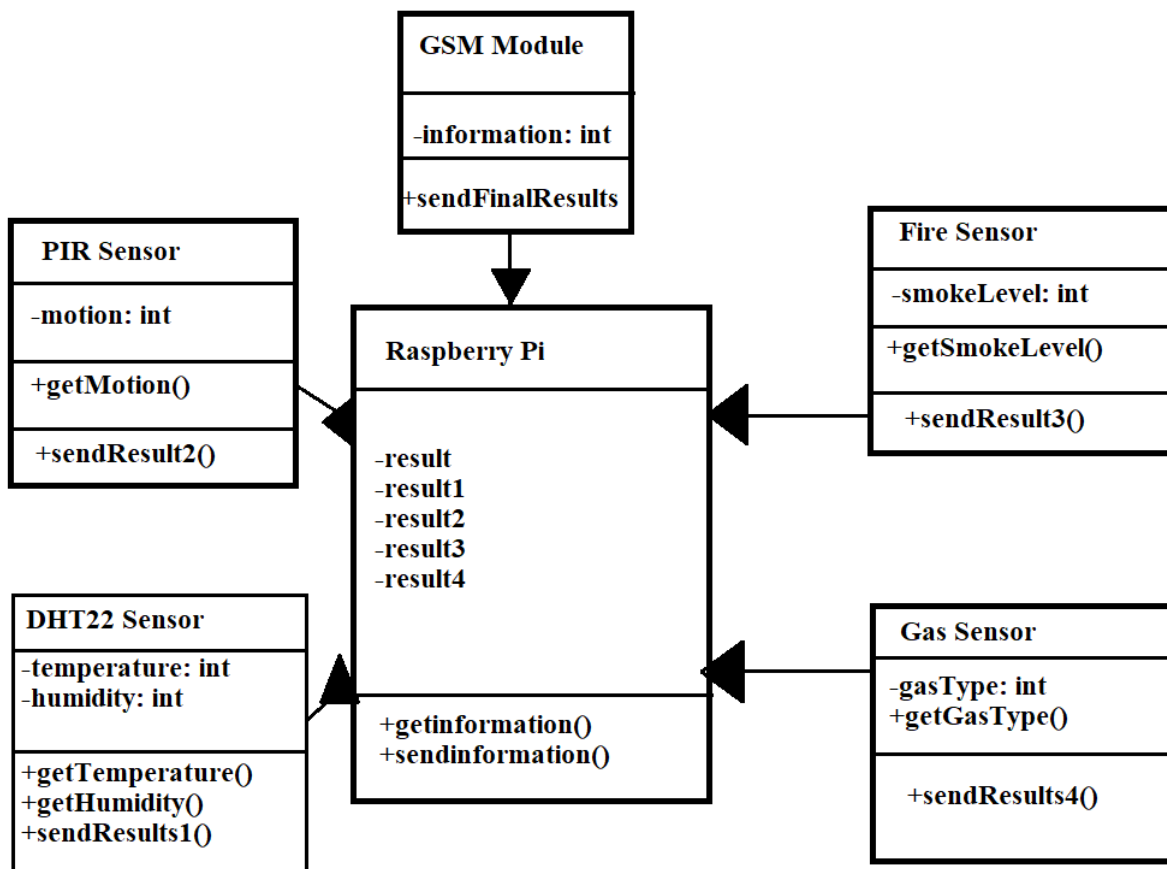 GSM Module
-information: int
+sendFinalResults
PIR Sensor
-motion: int
+getMotion()
+sendResult2()
Fire Sensor
-smokeLevel: int
+getSmokeLevel()
+sendResult3()
Raspberry Pi
-result
-result1
-result2
-result3
-result4
+getinformation()
+sendinformation()
DHT22 Sensor
-temperature: int
-humidity: int
+getTemperature()
+getHumidity()
+sendResults1()
Gas Sensor
-gasType: int
+getGasType()
+sendResults4()